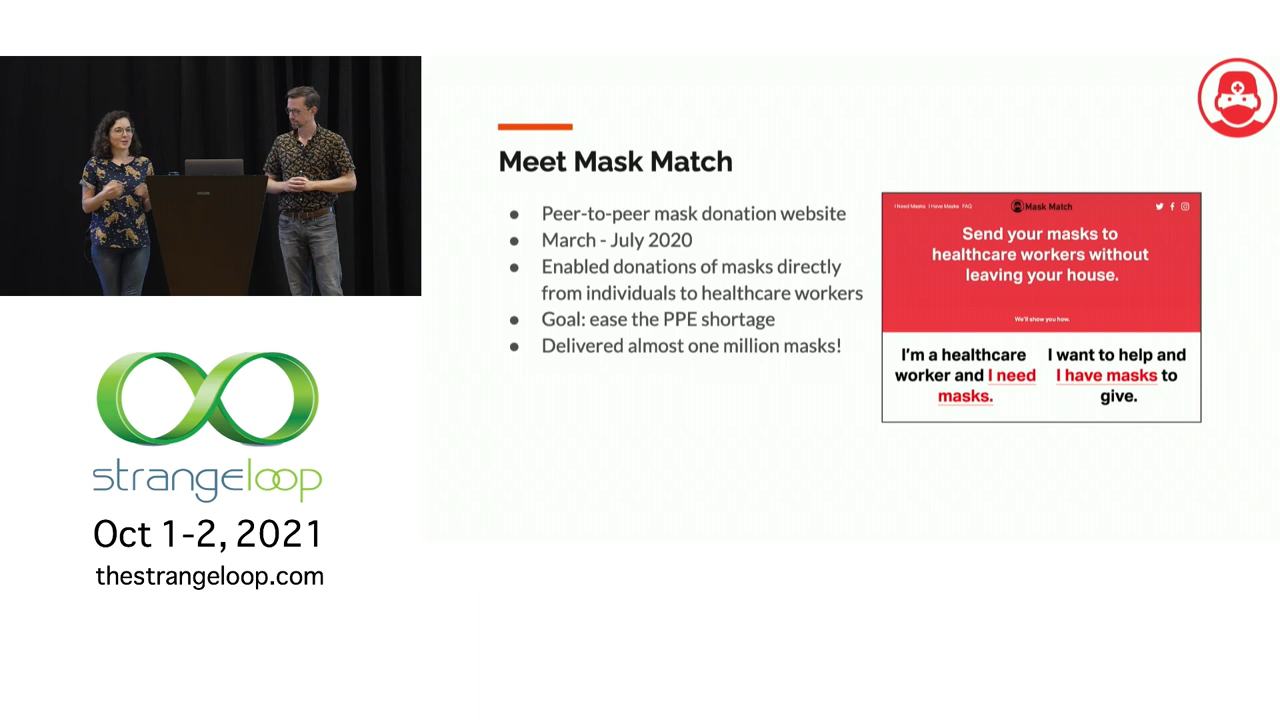 Meet Mask Match
● Peer-to-peer mask donation website
● March - July 2020
● Enabled donations of masks directly
from individuals to healthcare workers
● Goal: ease the PPE shortage
● Delivered almost one million masks!
I Need Masks I Have Masks FAQ
Mask Match
Send your masks to
healthcare workers without
leaving your house.
We'll show you how.
I'm a healthcare
worker and I need
masks.
I want to help and
I have masks to
give.
strangeloop
Oct 1-2, 2021
thestrangeloop.com